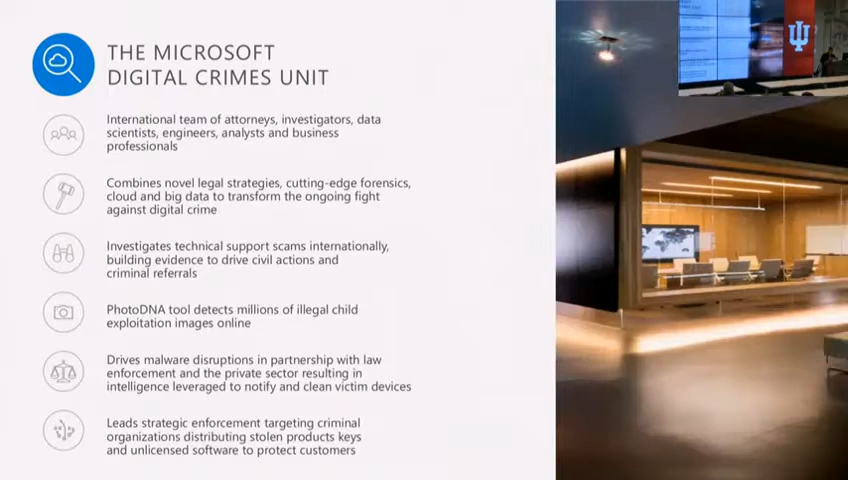 THE MICROSOFT
DIGITAL CRIMES UNIT
International team of attorneys, investigators, data
scientists, engineers, analysts and business
professionals
Combines novel legal strategies, cutting-edge forensics,
cloud and big data to transform the ongoing fight
against digital crime
Investigates technical support scams internationally,
building evidence to drive civil actions and
criminal referrals
PhotoDNA tool detects millions of illegal child
exploitation images online
Drives malware disruptions in partnership with law
enforcement and the private sector resulting in
intelligence leveraged to notify and clean victim devices
Leads strategic enforcement targeting criminal
organizations distributing stolen products keys
and unlicensed software to protect customers